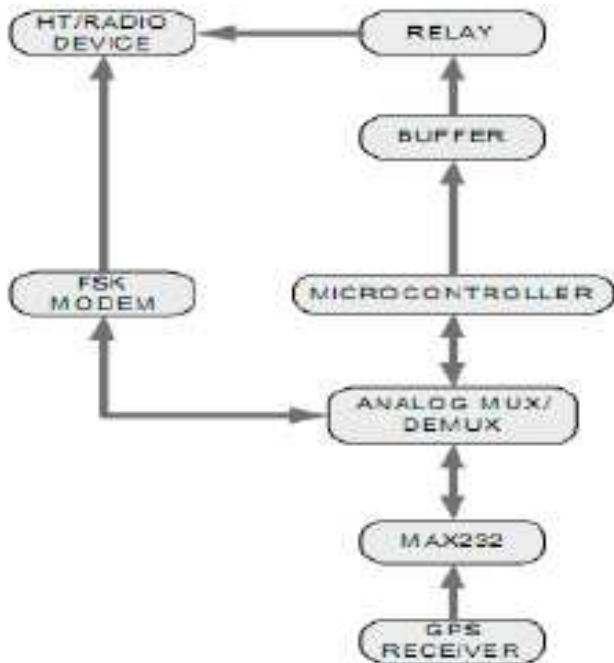 HT/RADIO
DEVICE
RELAY
BUFFER
FSK
MODEM
MICROCONTROLLER
ANALOG MUX/
DEMUX
MAX232
GPS
RECEIVER